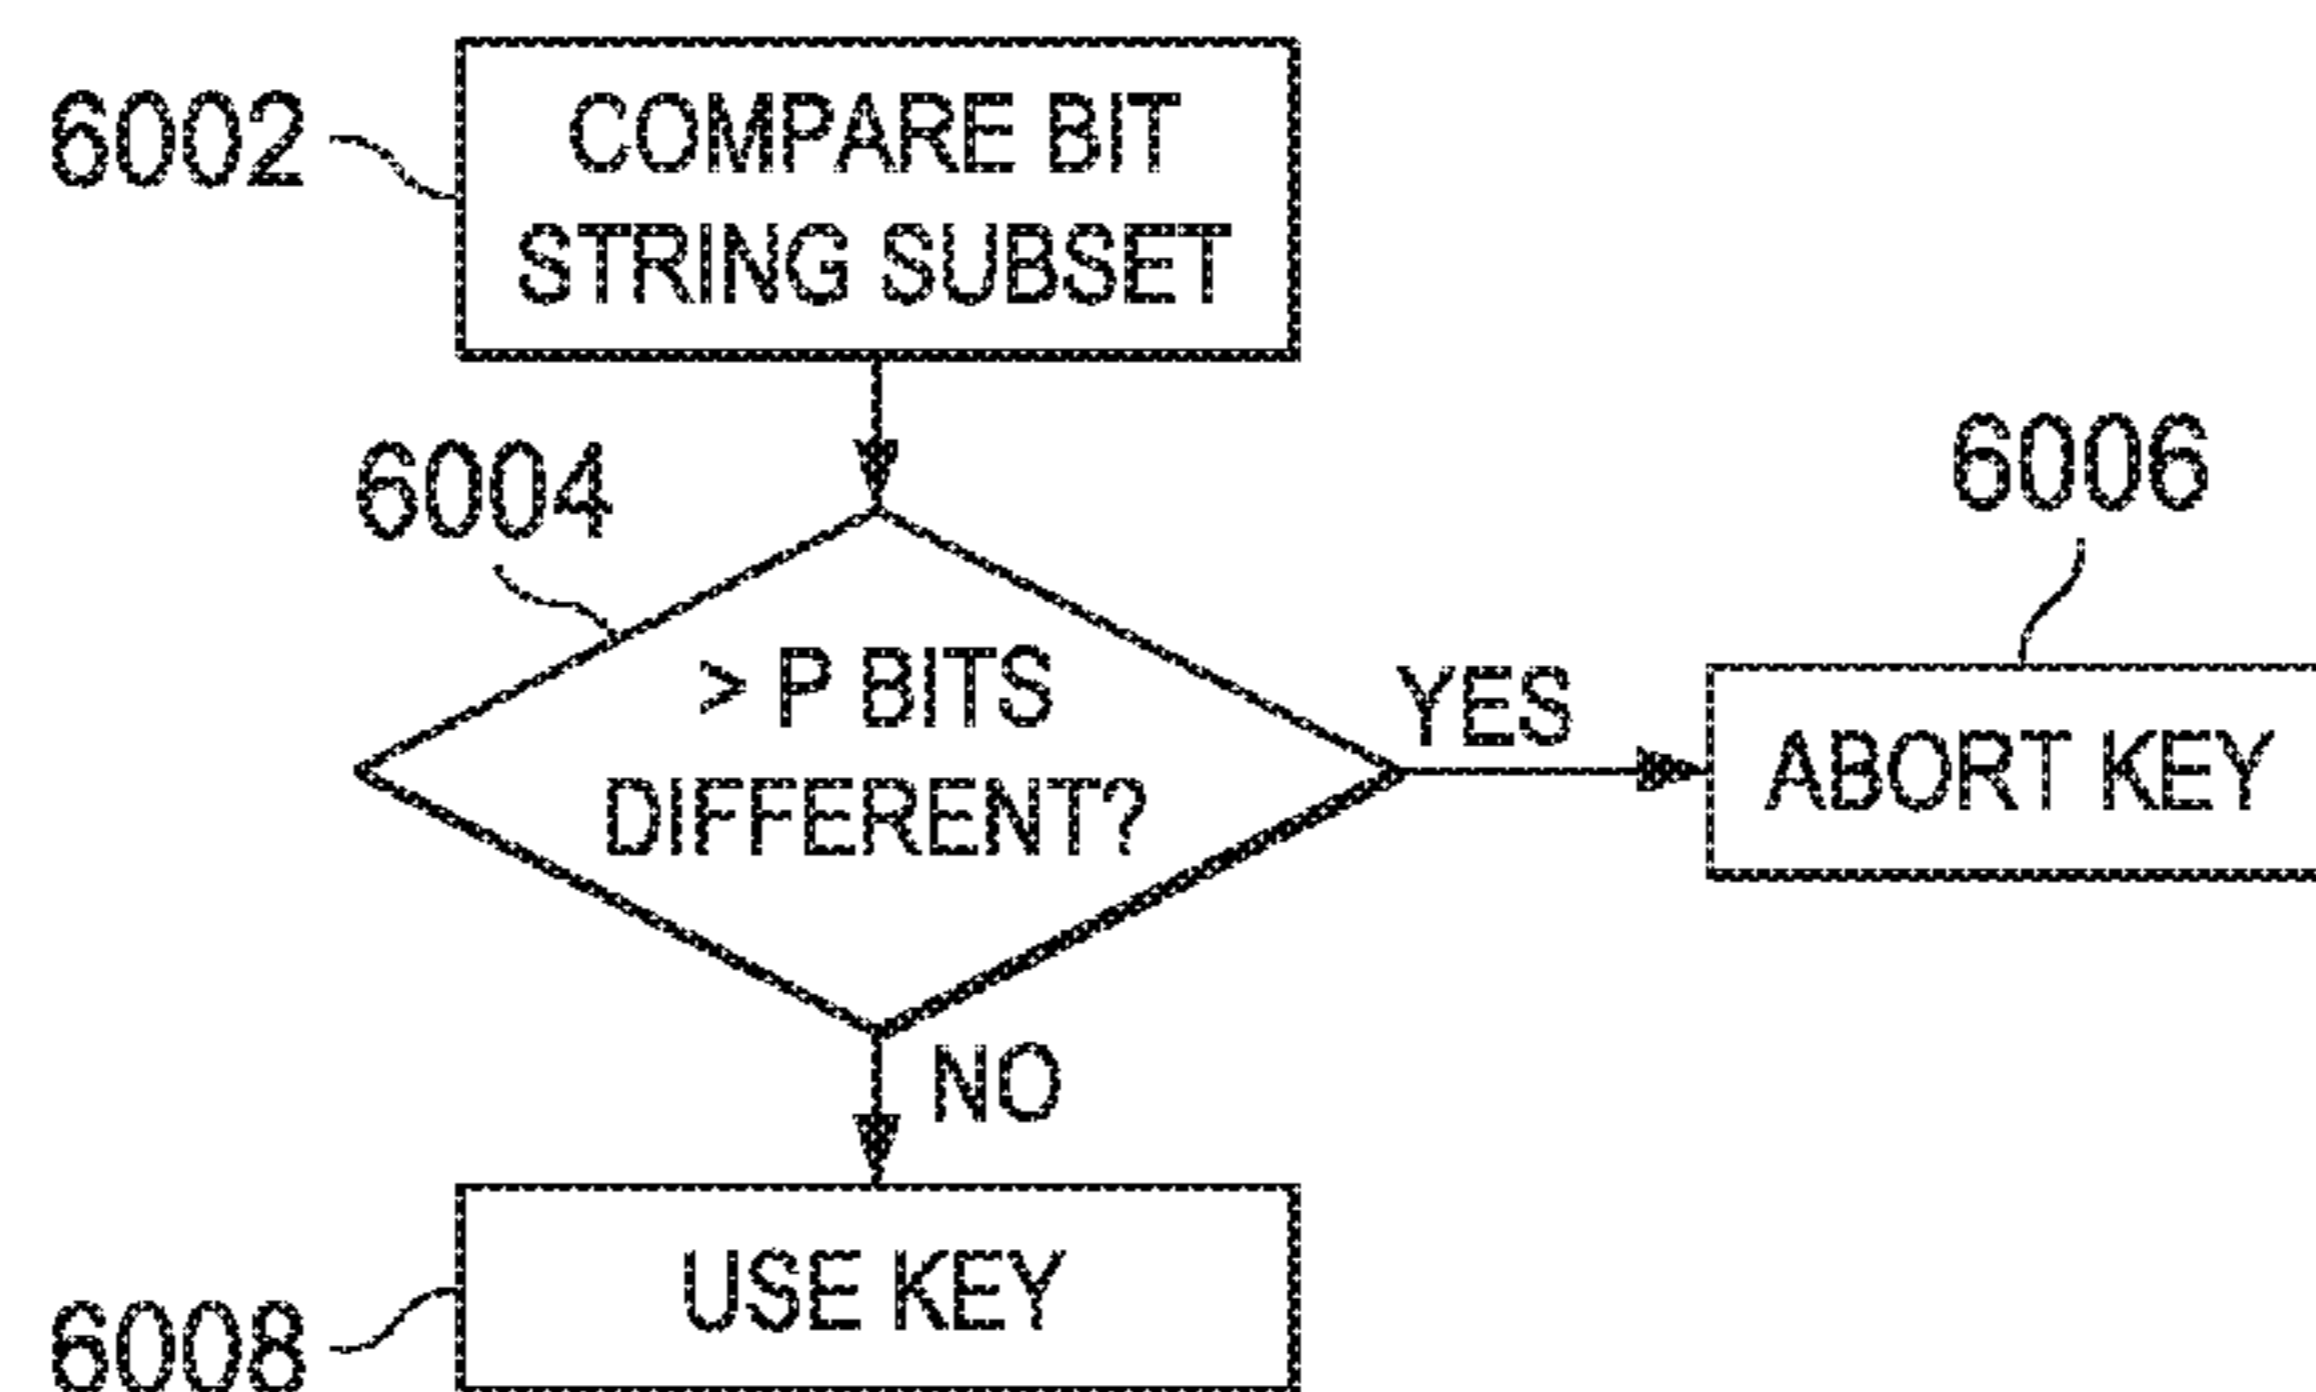 6002
COMPARE BIT
STRING SUBSET
6004
> P BITS
DIFFERENT?
YES
6006
ABORT KEY
NO
USE KEY
6008